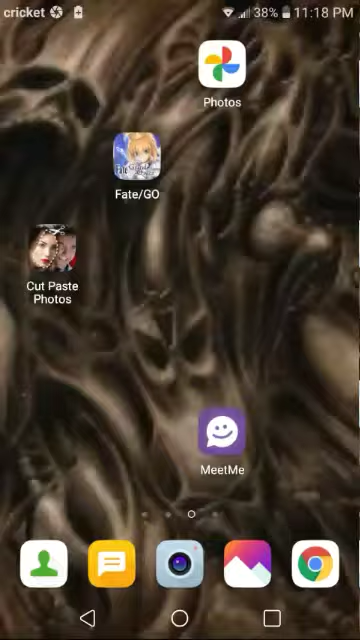 cricket 38% 11:18 PM
Photos
Fate/GO
Cut Paste
Photos
MeetMe